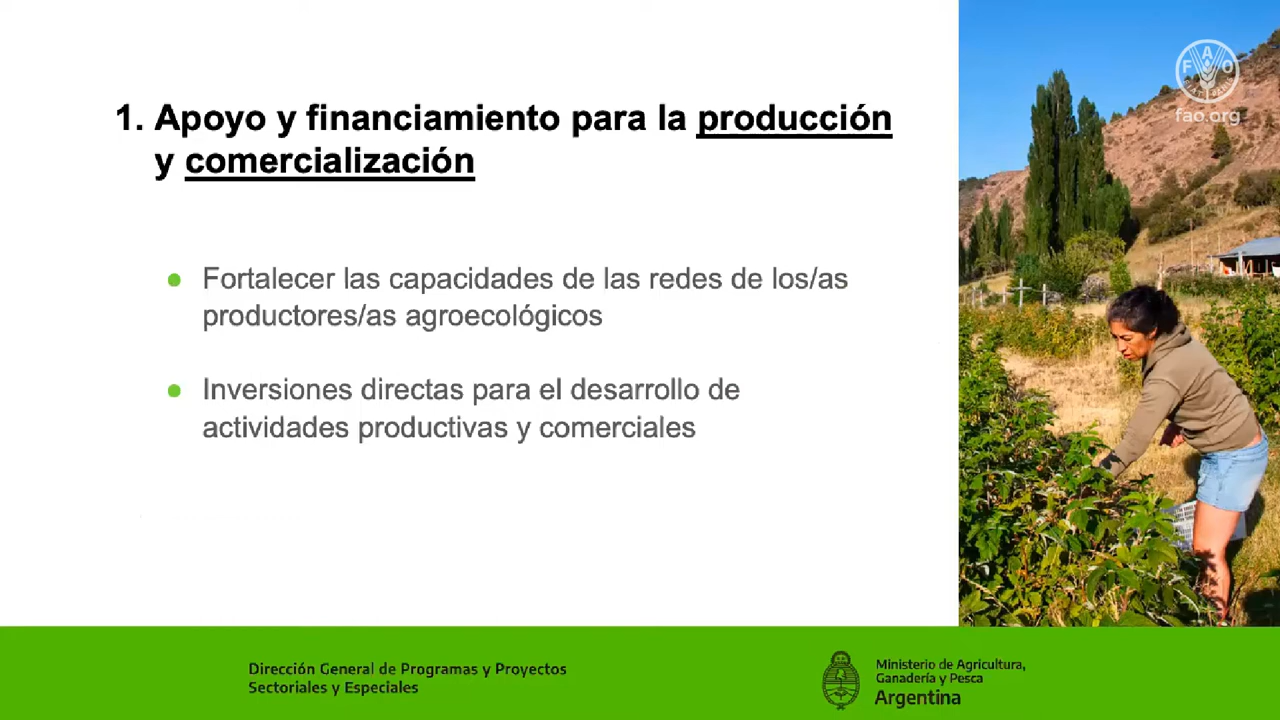 1. Apoyo y financiamiento para la producción
y comercialización
● Fortalecer las capacidades de las redes de los/as
productores/as agroecológicos
● Inversiones directas para el desarrollo de
actividades productivas y comerciales
FAO
fao.org
Dirección General de Programas y Proyectos
Sectoriales y Especiales
Ministerio de Agricultura,
Ganadería y Pesca
Argentina